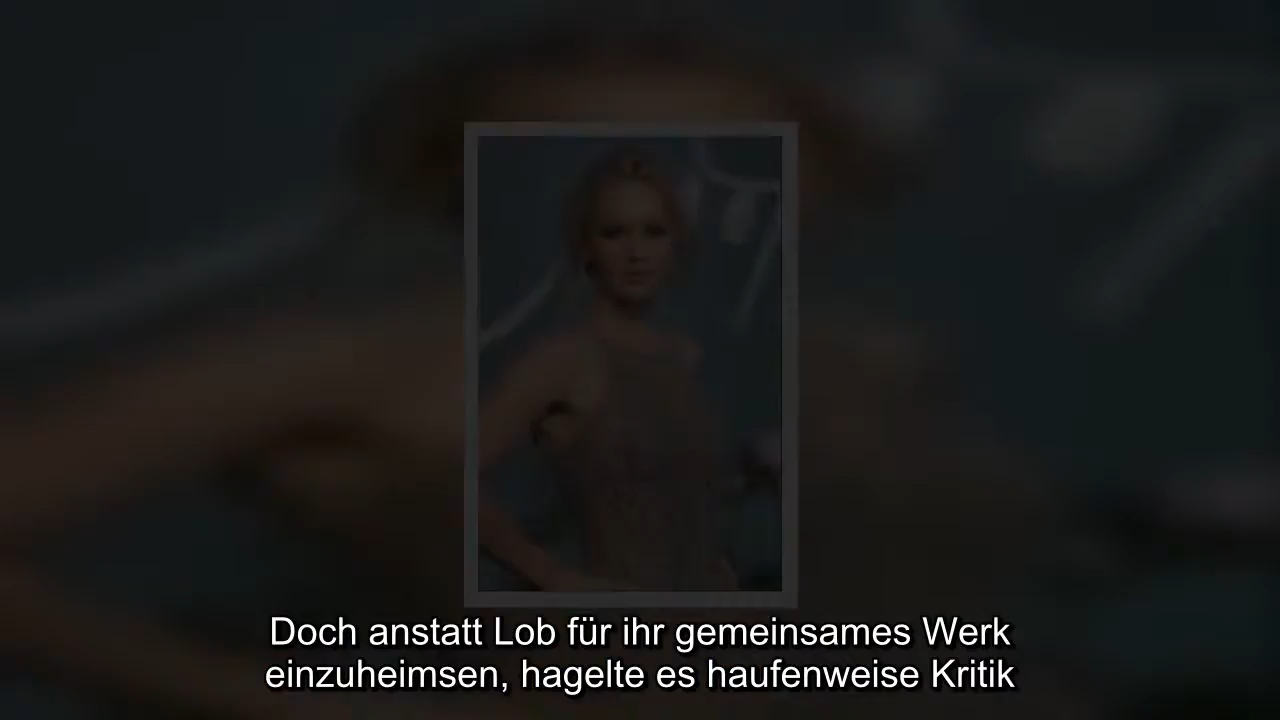 Doch anstatt Lob für ihr gemeinsames Werk
einzuheimsen, hagelte es haufenweise Kritik